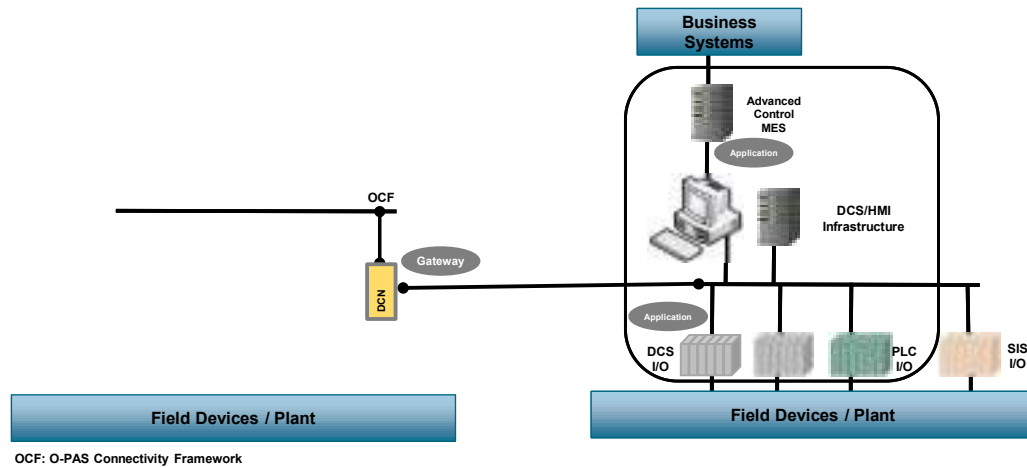 Business
Systems
Advanced
Control
MES
Application
OCF
DCS/HMI
Infrastructure
Gateway
DCN
Application
DCS
I/O
PLC
I/O
SIS
I/O
Field Devices / Plant
Field Devices / Plant
OCF: O-PAS Connectivity Framework